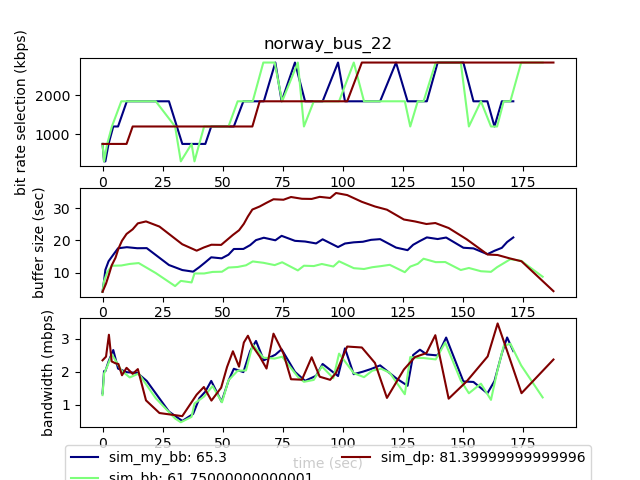 norway_bus_22
bit rate selection (kbps)
2000
1000
0 25 50 75 100 125 150 175
buffer size (sec)
30
20
10
0 25 50 75 100 125 150 175
bandwidth (mbps)
3
2
1
0 25 50 75 100 125 150 175
time (sec)
sim_my_bb: 65.3
sim_dp: 81.39999999999996
sim_bb: 61.75000000000001